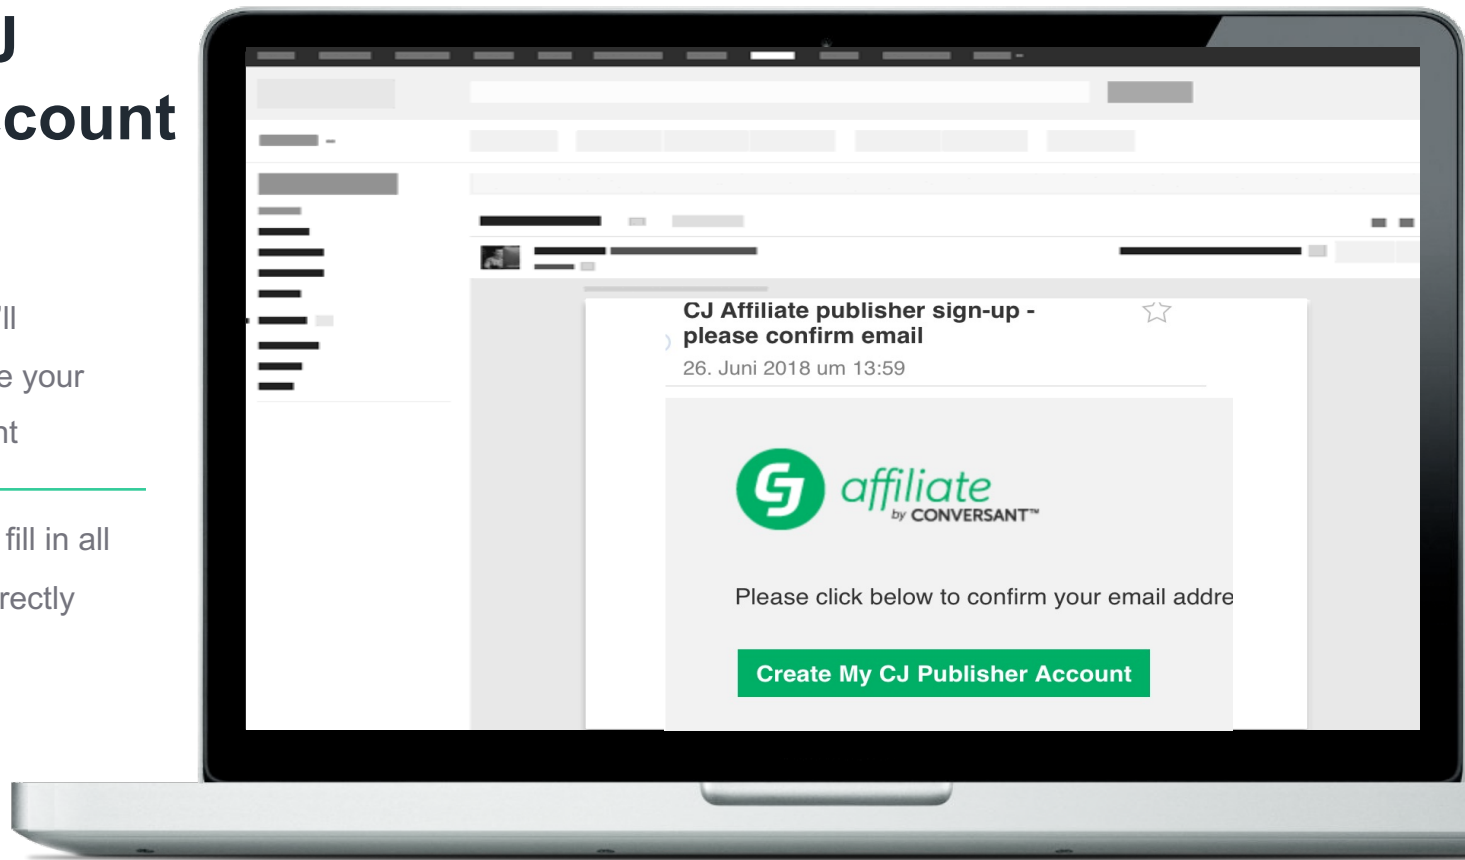 J
count
'll
e your
nt
fill in all
rectly
CJ Affiliate publisher sign-up -
please confirm email
26. Juni 2018 um 13:59
CJ affiliate
by CONVERSANT™
Please click below to confirm your email addre
Create My CJ Publisher Account